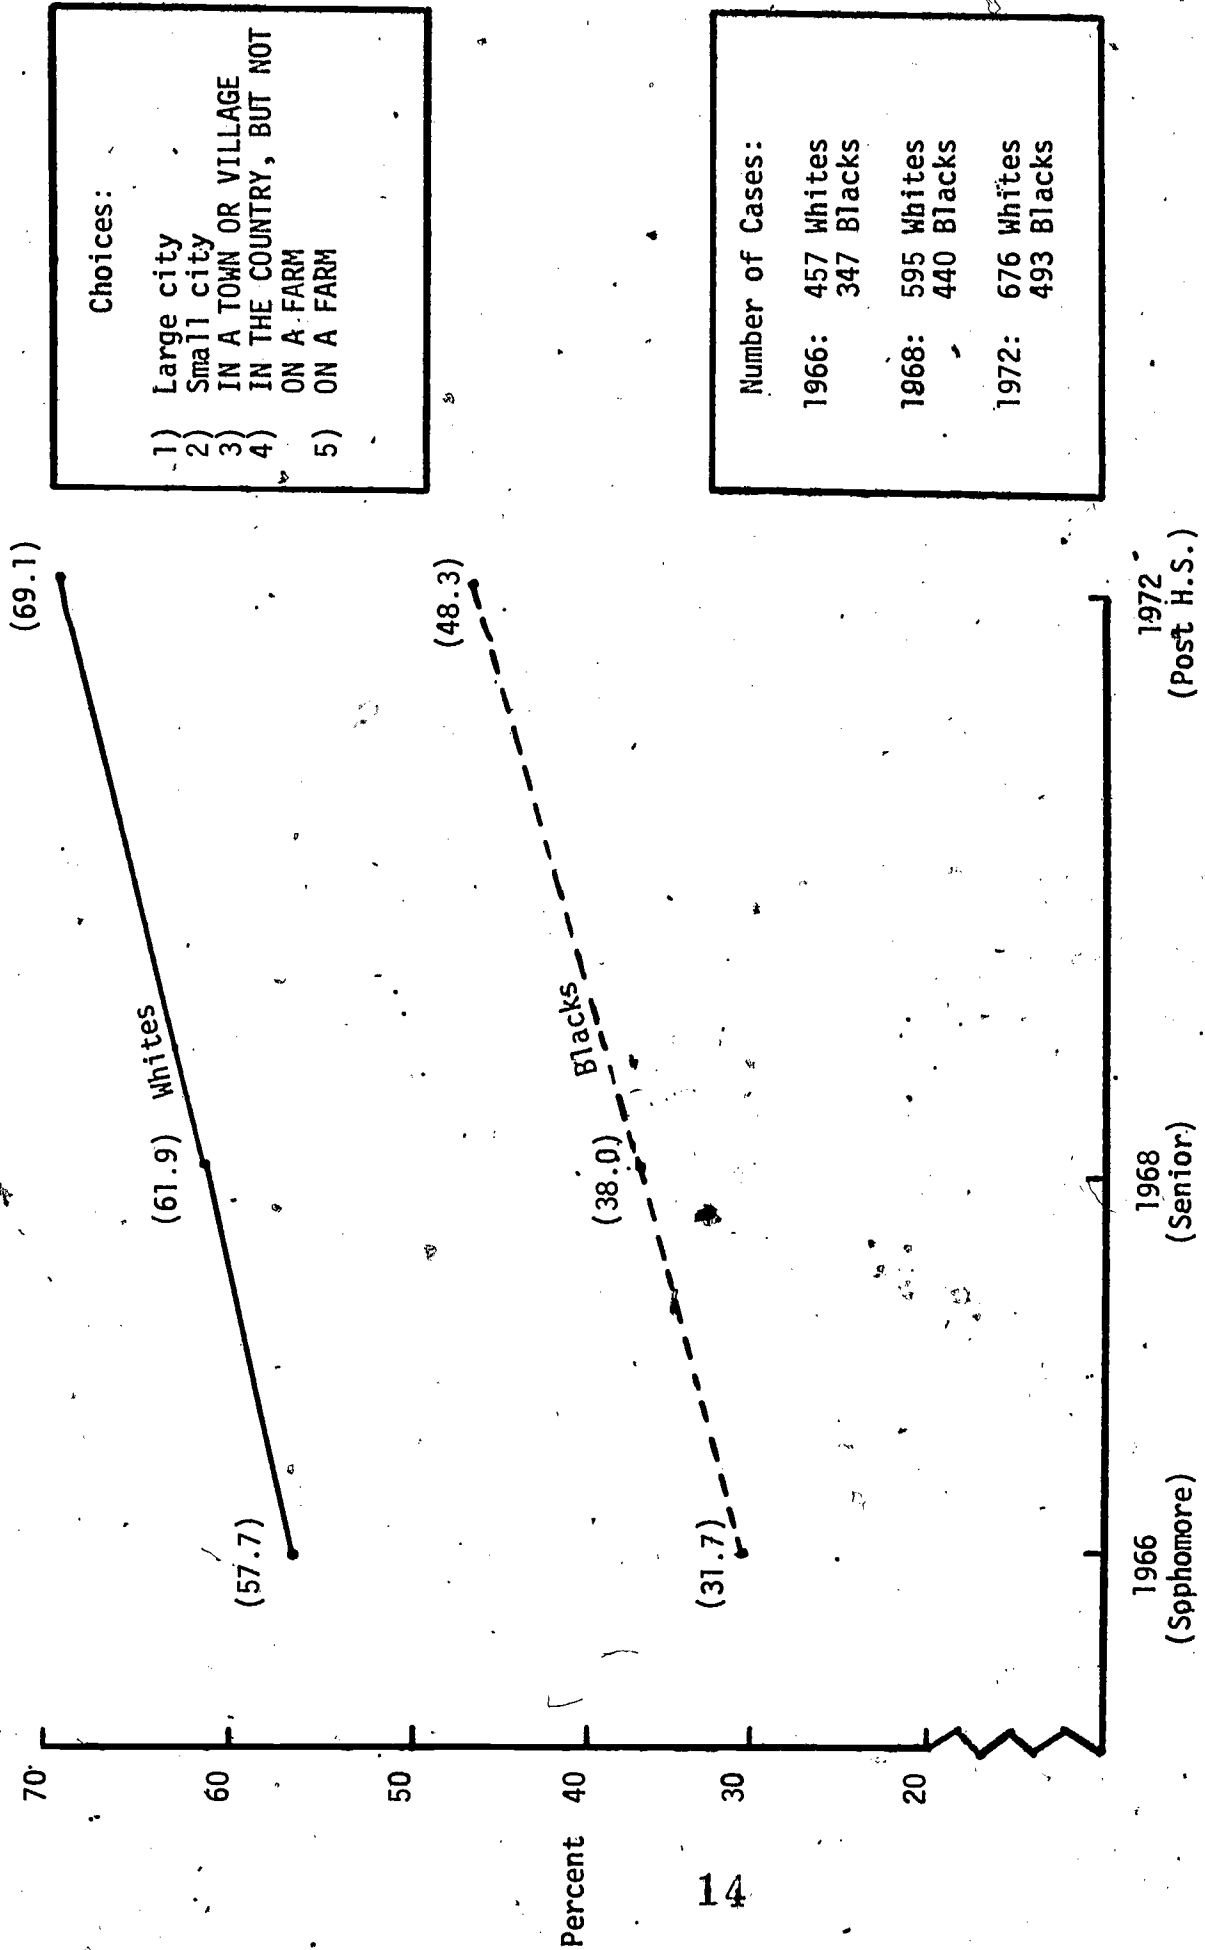 Choices:
1) Large city
2) Small city
3) IN A TOWN OR VILLAGE
4) IN THE COUNTRY, BUT NOT
ON A FARM
5) ON A FARM
Number of Cases:
1966: 457 Whites
347 Blacks
1968: 595 Whites
440 Blacks
1972: 676 Whites
493 Blacks
70
60
50
40
30
20
Percent
(57.7)
(61.9)
Whites
(69.1)
(31.7)
(38.0)
Blacks
(48.3)
1966
(Sophomore)
1968
(Senior)
1972
(Post H.S.)
14